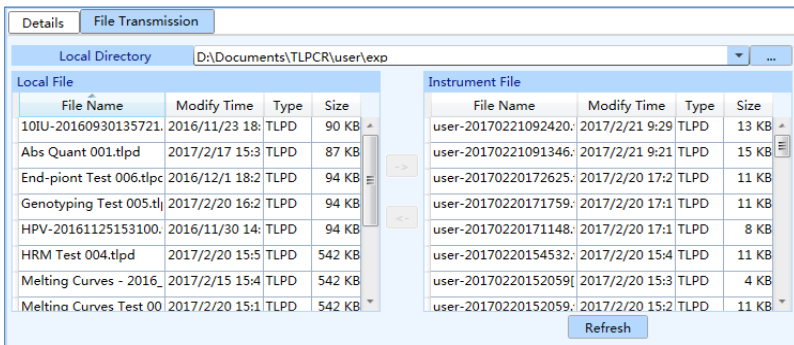 Details File Transmission
Local Directory D:\Documents\TLPCR\user\exp ...
Local File Instrument File
File Name Modify Time Type Size File Name Modify Time Type Size
10IU-20160930135721. 2016/11/23 18: TLPD 90 KB user-20170221092420. 2017/2/21 9:29 TLPD 13 KB
Abs Quant 001.tlpd 2017/2/17 15:3 TLPD 87 KB user-20170221091346. 2017/2/21 9:21 TLPD 15 KB
->
End-piont Test 006.tlpc 2016/12/1 18:2 TLPD 94 KB user-20170220172625. 2017/2/20 17:2 TLPD 11 KB
Genotyping Test 005.tl 2017/2/20 16:2 TLPD 94 KB user-20170220171759. 2017/2/20 17:1 TLPD 11 KB
<-
HPV-20161125153100. 2016/11/30 14: TLPD 94 KB user-20170220171148. 2017/2/20 17:1 TLPD 8 KB
HRM Test 004.tlpd 2017/2/20 15:5 TLPD 542 KB user-20170220154532. 2017/2/20 15:4 TLPD 11 KB
Melting Curves - 2016_ 2017/2/15 15:4 TLPD 542 KB user-20170220152059[ 2017/2/20 15:3 TLPD 4 KB
Melting Curves Test 00 2017/2/20 15:1 TLPD 542 KB user-20170220152059. 2017/2/20 15:2 TLPD 11 KB
Refresh